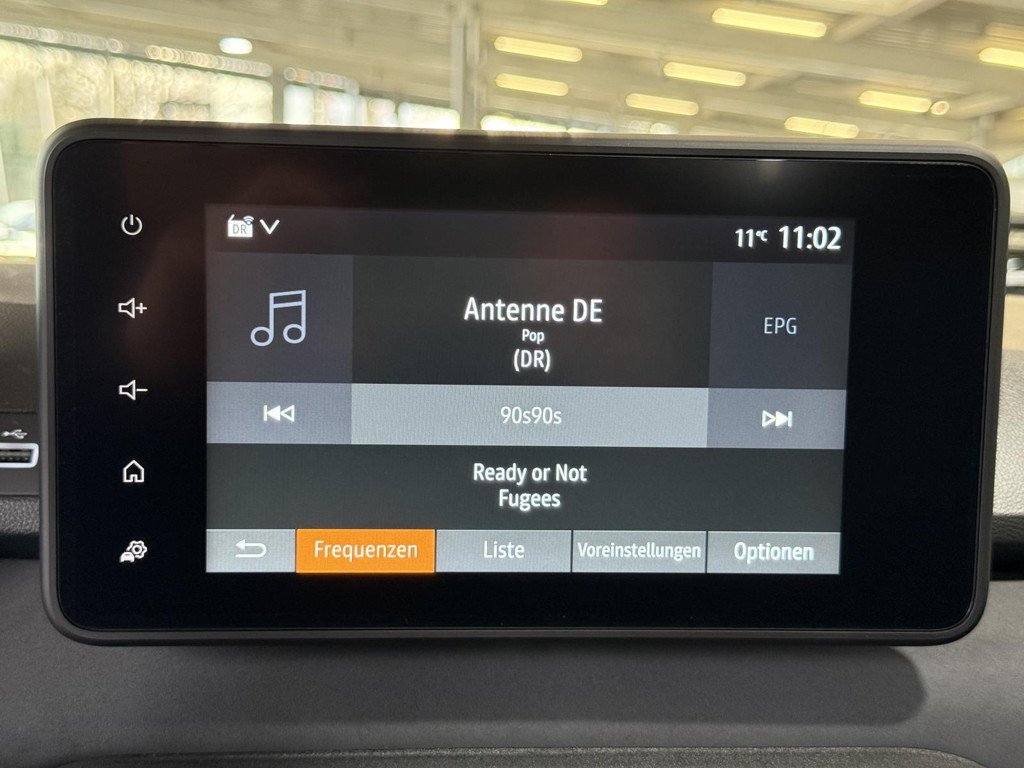 DR
11°C 11:02
Antenne DE
Pop
(DR)
EPG
90s90s
Ready or Not
Fugees
Frequenzen
Liste
Voreinstellungen
Optionen